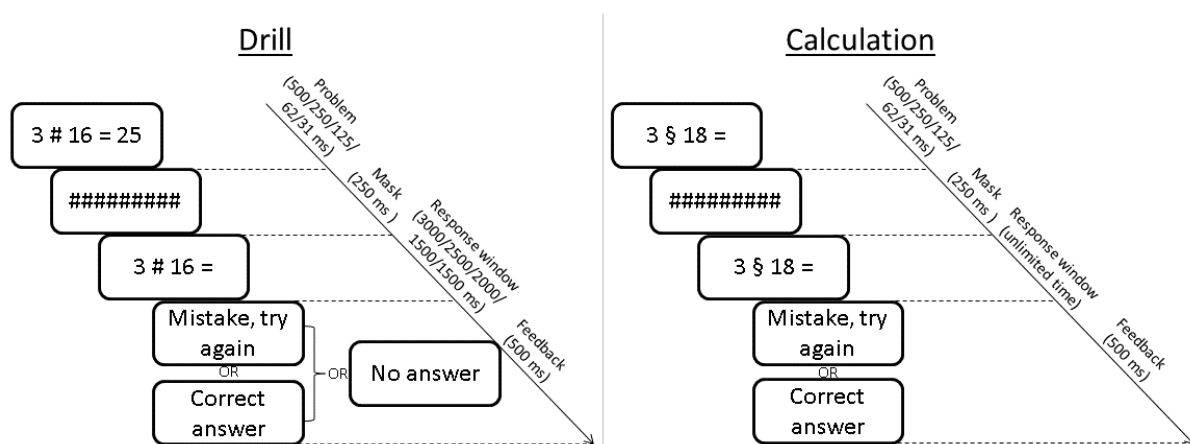 Drill
3 # 16 = 25
#########
3 # 16 =
Mistake, try
again
OR
Correct
answer
OR
No answer
Problem
(500/250/125/
62/31 ms)
Mask
(250 ms )
Response window
(3000/2500/2000/
1500/1500 ms)
Feedback
(500 ms)
Calculation
3 § 18 =
#########
3 § 18 =
Mistake, try
again
OR
Correct
answer
Problem
(500/250/125/
62/31 ms)
Mask
(250 ms )
Response window
(unlimited time)
Feedback
(500 ms)